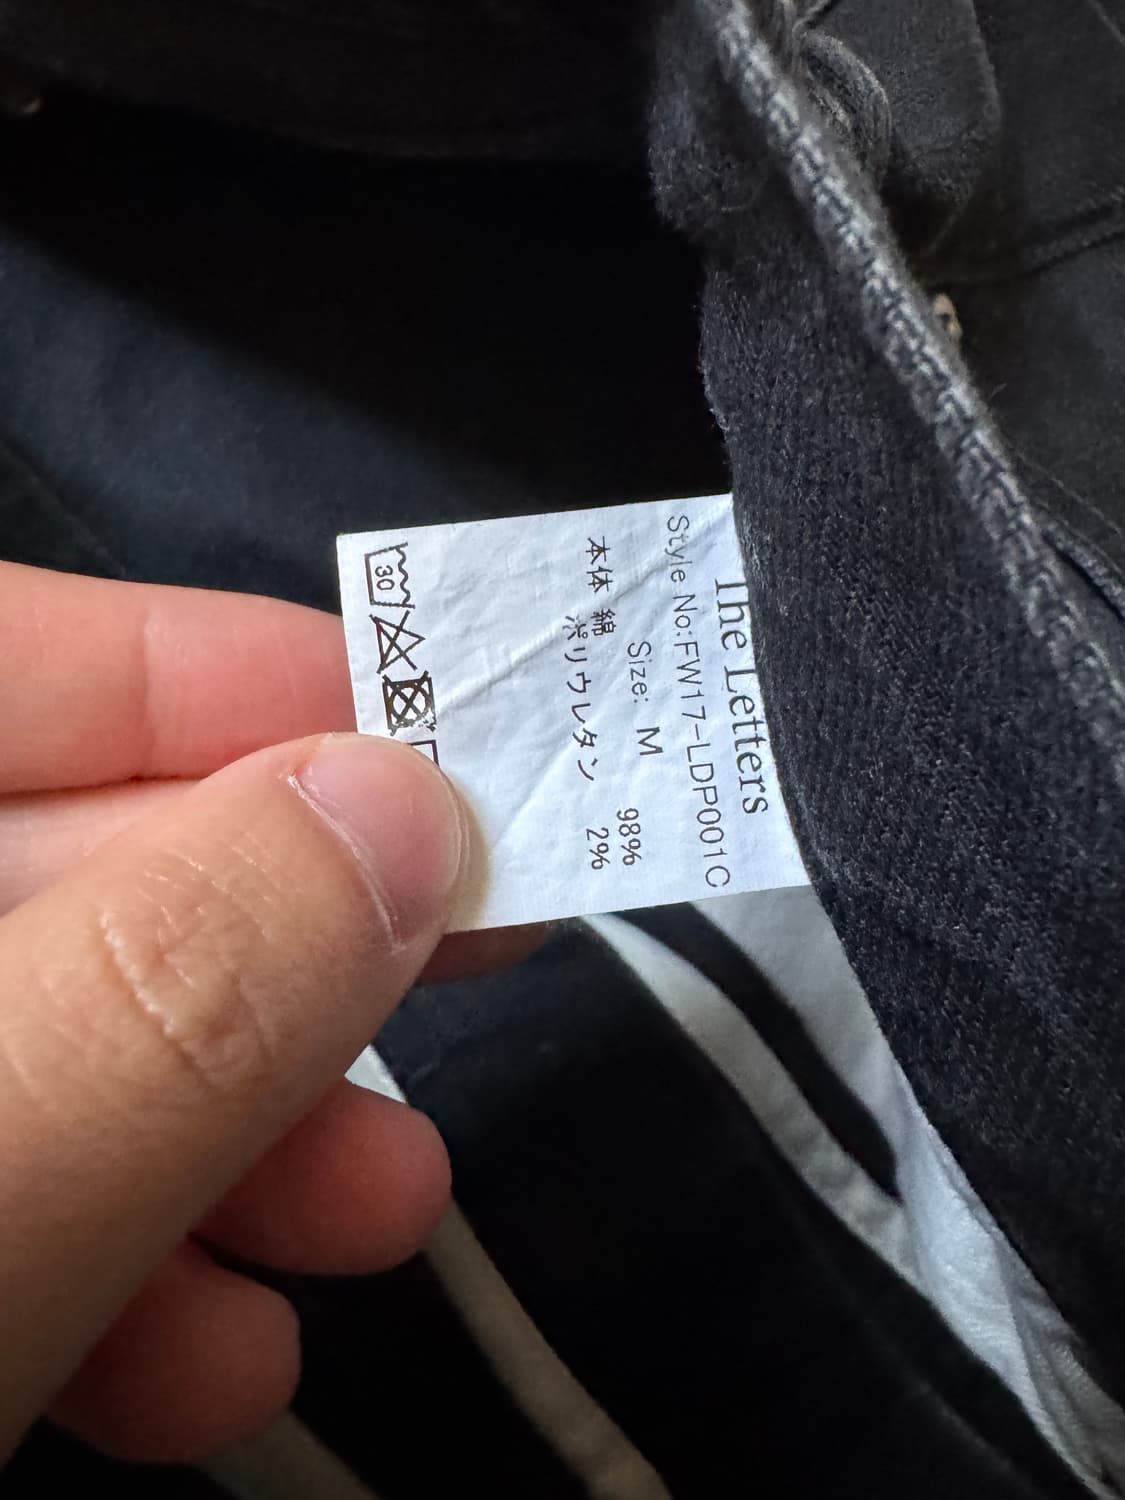 The Letters
Style No:FW17-LDP001C
Size: M
本体 綿 98%
ポリウレタン 2%
30